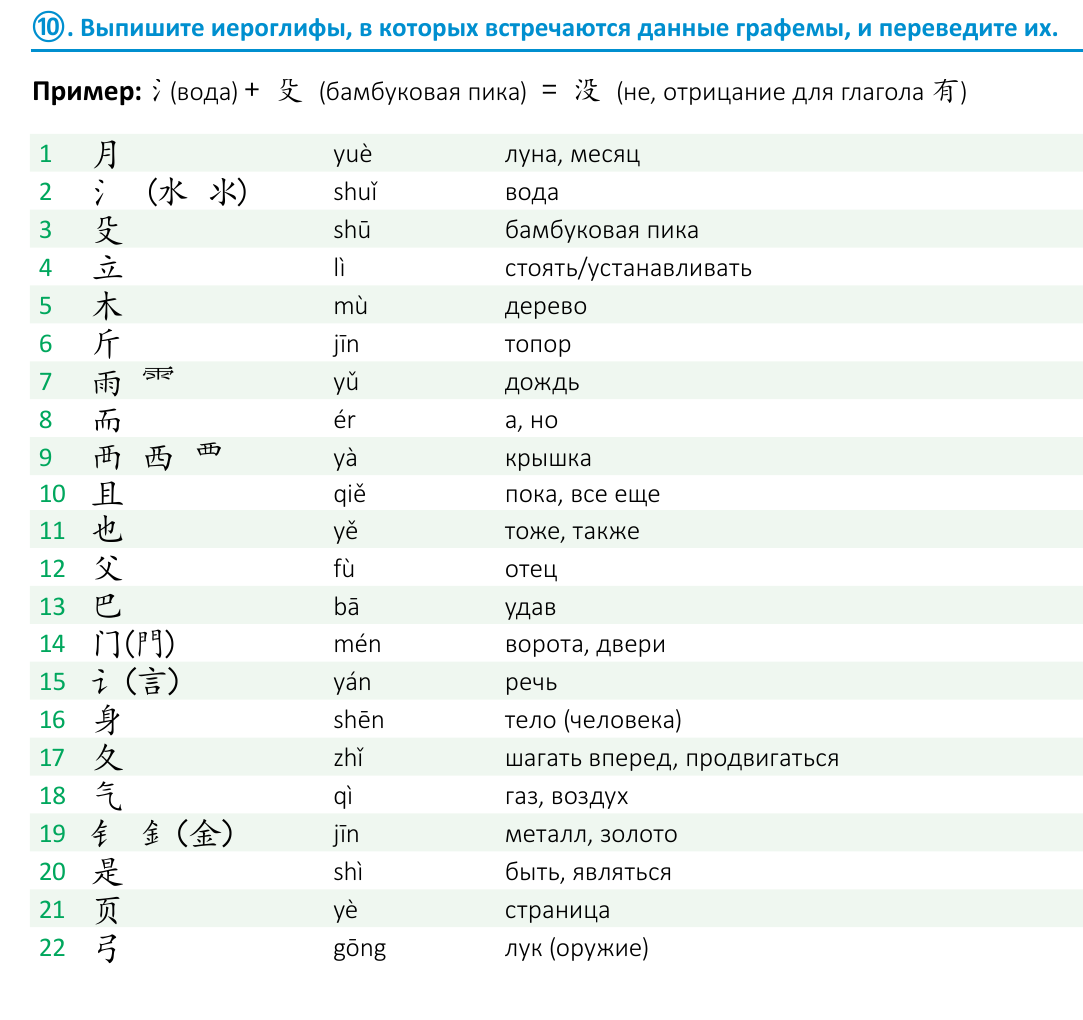 ⑩. Выпишите иероглифы, в которых встречаются данные графемы, и переведите их.
Пример: 氵(вода) + 殳 (бамбуковая пика) = 没 (не, отрицание для глагола 有)
1 月 yuè луна, месяц
2 氵 (水 氺) shuǐ вода
3 殳 shū бамбуковая пика
4 立 lì стоять/устанавливать
5 木 mù дерево
6 斤 jīn топор
7 雨 ⻗ yǔ дождь
8 而 ér а, но
9 襾 西 覀 yà крышка
10 且 qiě пока, все еще
11 也 yě тоже, также
12 父 fù отец
13 巴 bā удав
14 门(門) mén ворота, двери
15 讠(言) yán речь
16 身 shēn тело (человека)
17 夂 zhǐ шагать вперед, продвигаться
18 气 qì газ, воздух
19 钅 釒(金) jīn металл, золото
20 是 shì быть, являться
21 页 yè страница
22 弓 gōng лук (оружие)